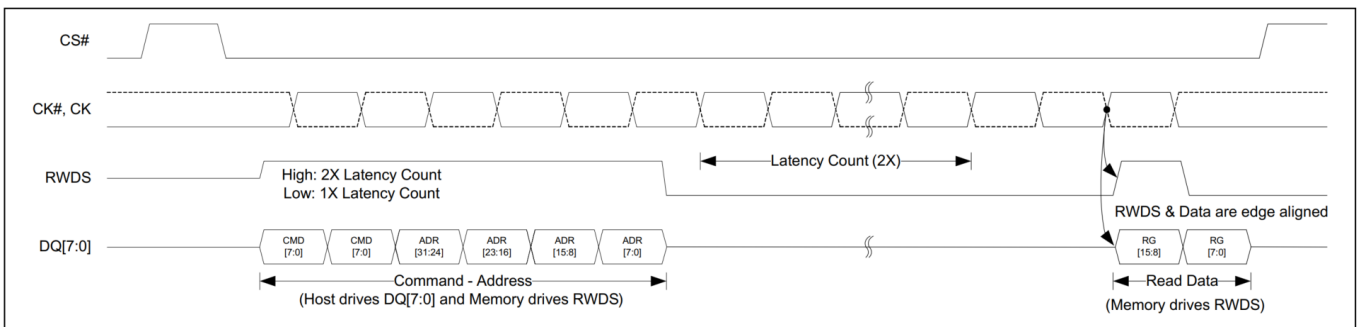 CS#
CK#, CK
Latency Count (2X)
RWDS
High: 2X Latency Count
Low: 1X Latency Count
RWDS & Data are edge aligned
DQ[7:0]
CMD
[7:0]
CMD
[7:0]
ADR
[31:24]
ADR
[23:16]
ADR
[15:8]
ADR
[7:0]
RG
[15:8]
RG
[7:0]
Command - Address
(Host drives DQ[7:0] and Memory drives RWDS)
Read Data
(Memory drives RWDS)